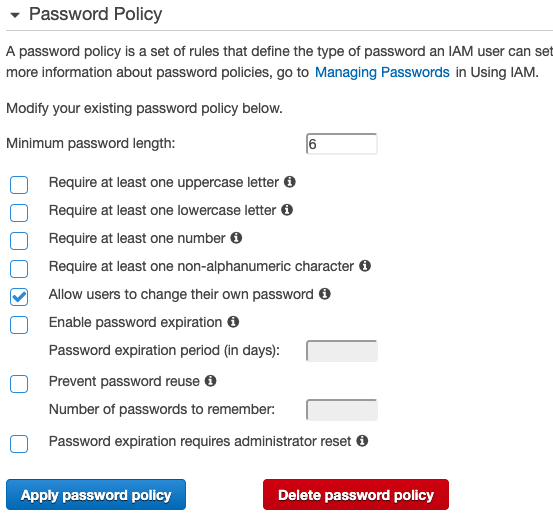 Password Policy
A password policy is a set of rules that define the type of password an IAM user can set
more information about password policies, go to Managing Passwords in Using IAM.
Modify your existing password policy below.
Minimum password length: 6
Require at least one uppercase letter
Require at least one lowercase letter
Require at least one number
Require at least one non-alphanumeric character
Allow users to change their own password
Enable password expiration
Password expiration period (in days):
Prevent password reuse
Number of passwords to remember:
Password expiration requires administrator reset
Apply password policy Delete password policy